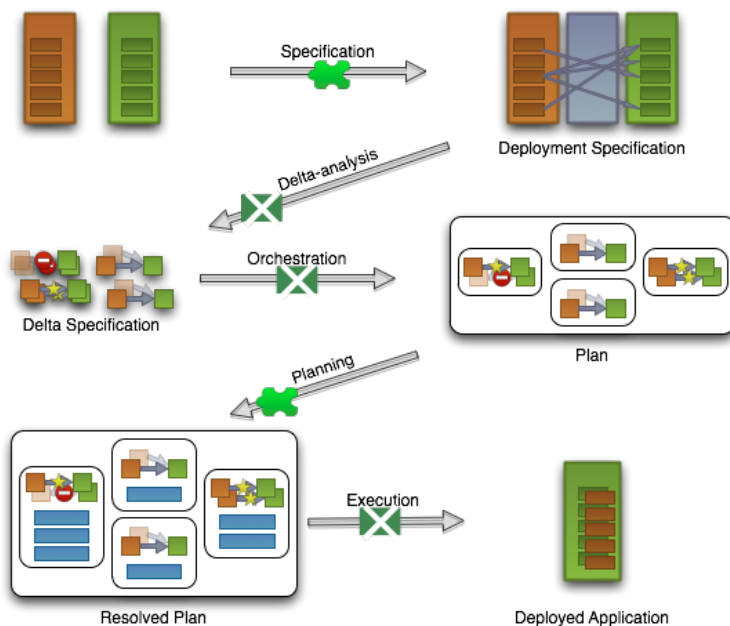 Specification
Deployment Specification
Delta-analysis
Orchestration
Delta Specification
Plan
Planning
Execution
Resolved Plan
Deployed Application